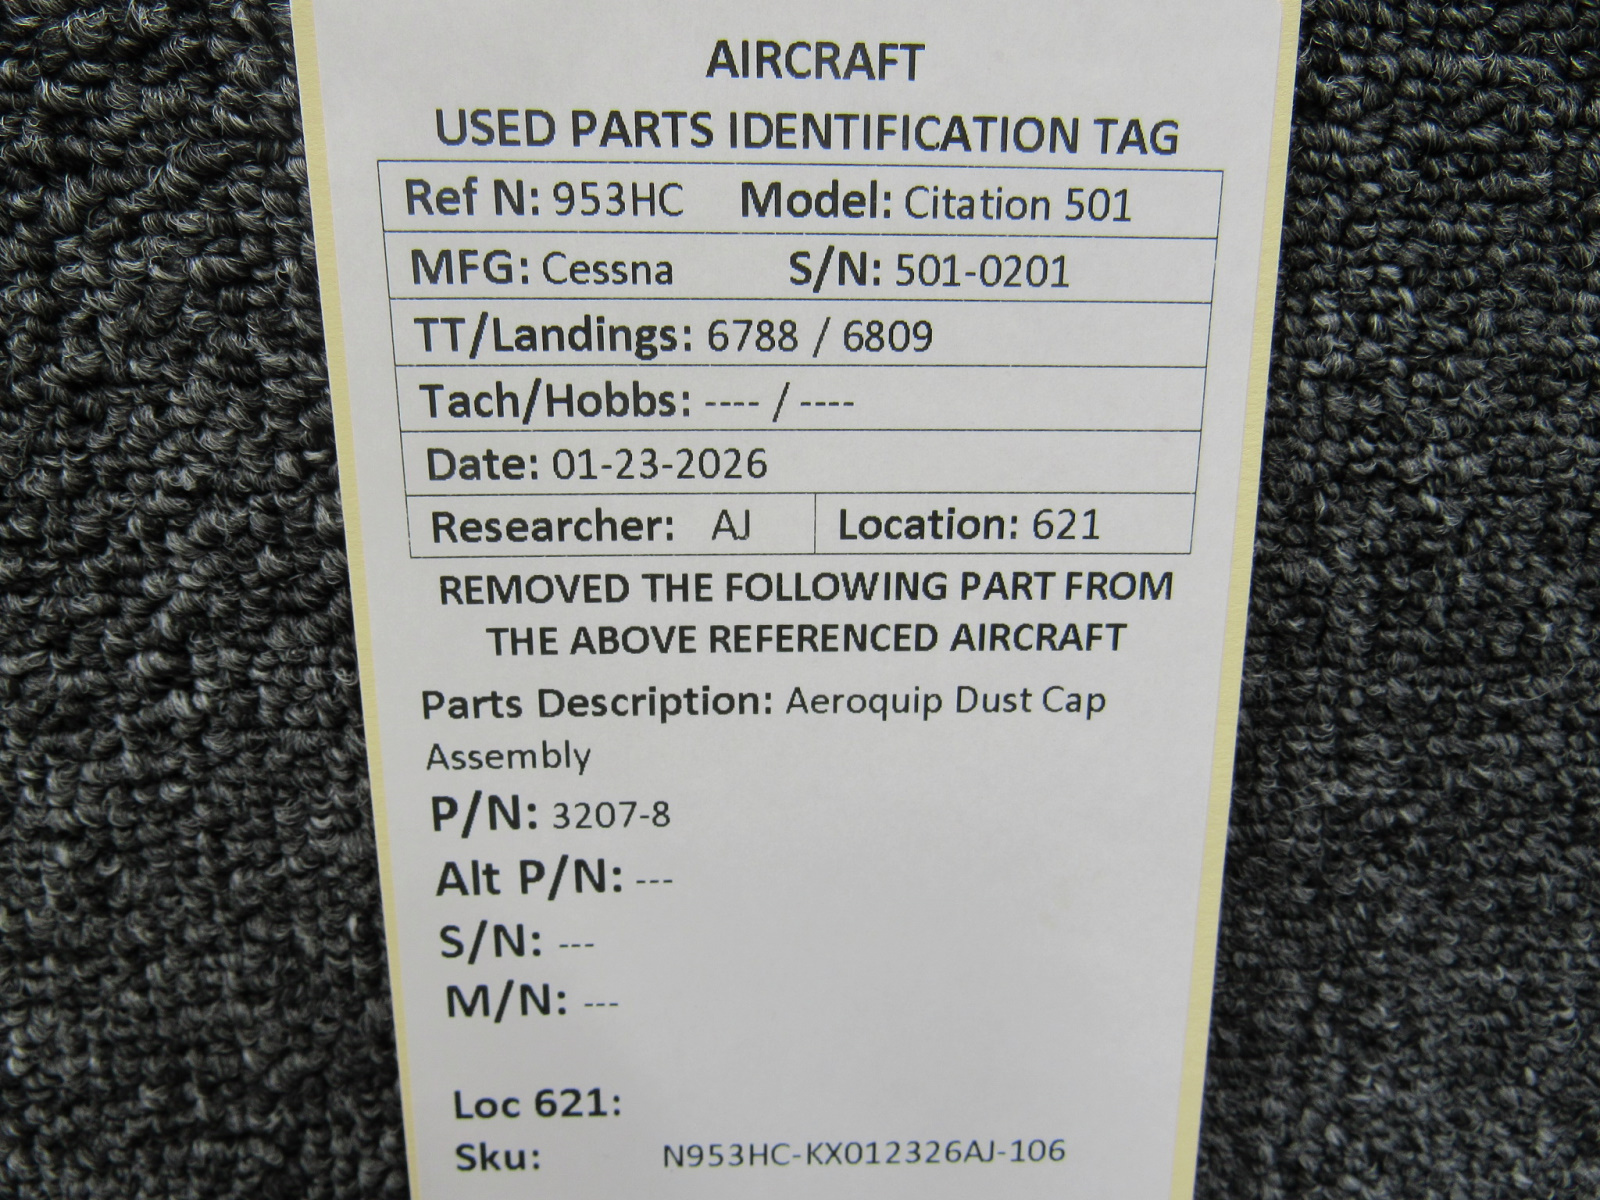 AIRCRAFT
USED PARTS IDENTIFICATION TAG
Ref N: 953HC Model: Citation 501
MFG: Cessna S/N: 501-0201
TT/Landings: 6788 / 6809
Tach/Hobbs: ---- / ----
Date: 01-23-2026
Researcher: AJ Location: 621
REMOVED THE FOLLOWING PART FROM
THE ABOVE REFERENCED AIRCRAFT
Parts Description: Aeroquip Dust Cap
Assembly
P/N: 3207-8
Alt P/N: ---
S/N: ---
M/N: ---
Loc 621:
Sku: N953HC-KX012326AJ-106